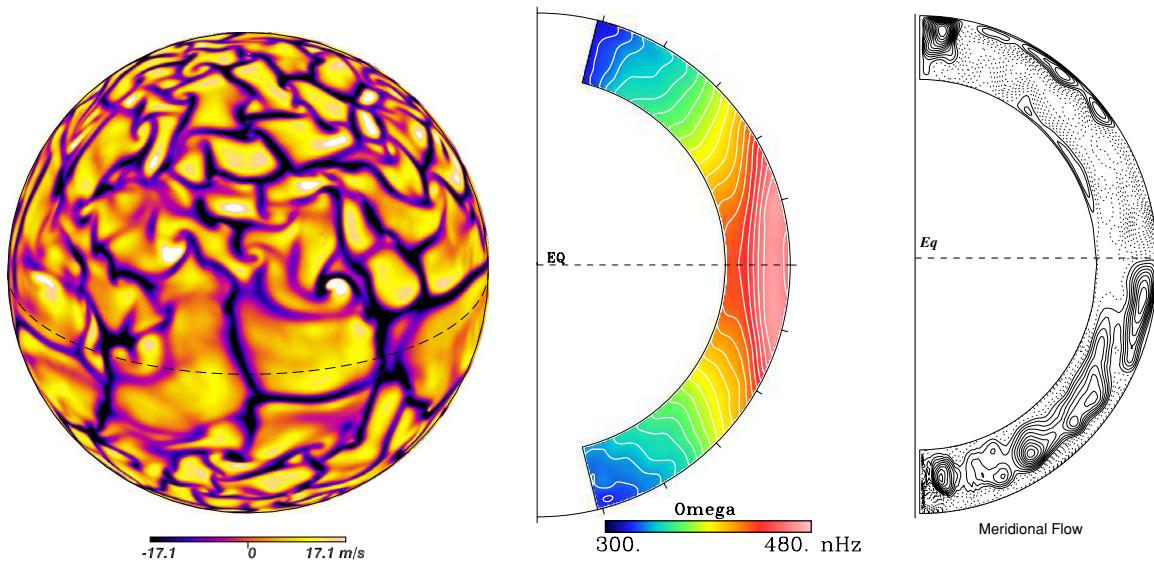 -17.1 0 17.1 m/s
EQ
Omega
300. 480. nHz
Eq
Meridional Flow